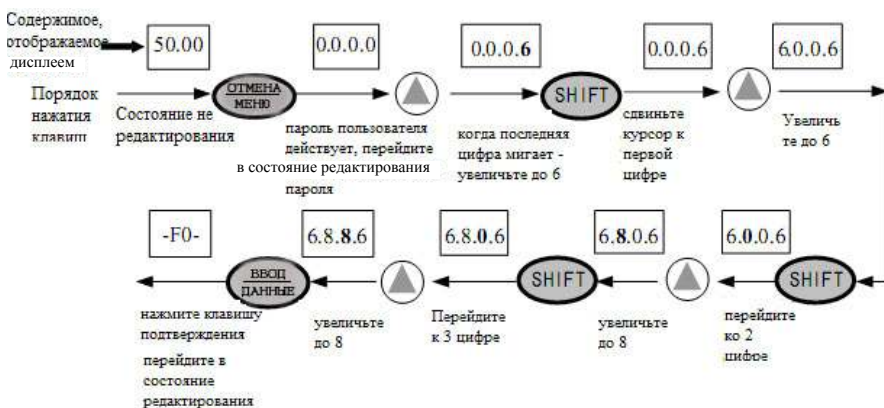 Содержимое,
отображаемое
дисплеем
50.00
0.0.0.0
0.0.0.6
0.0.0.6
6.0.0.6
Порядок
нажатия
клавиш
Состояние не
редактирования
ОТМЕНА
МЕНЮ
пароль пользователя
действует, перейдите
в состояние редактирования
пароля
когда последняя
цифра мигает -
увеличьте до 6
SHIFT
сдвиньте
курсор к
первой
цифре
Увеличь
те до 6
-F0-
6.8.8.6
6.8.0.6
6.8.0.6
6.0.0.6
ВВОД
ДАННЫЕ
SHIFT
SHIFT
нажмите клавишу
подтверждения
перейдите в
состояние
редактирования
увеличьте
до 8
Перейдите
к 3 цифре
увеличьте
до 8
перейдите
ко 2
цифре